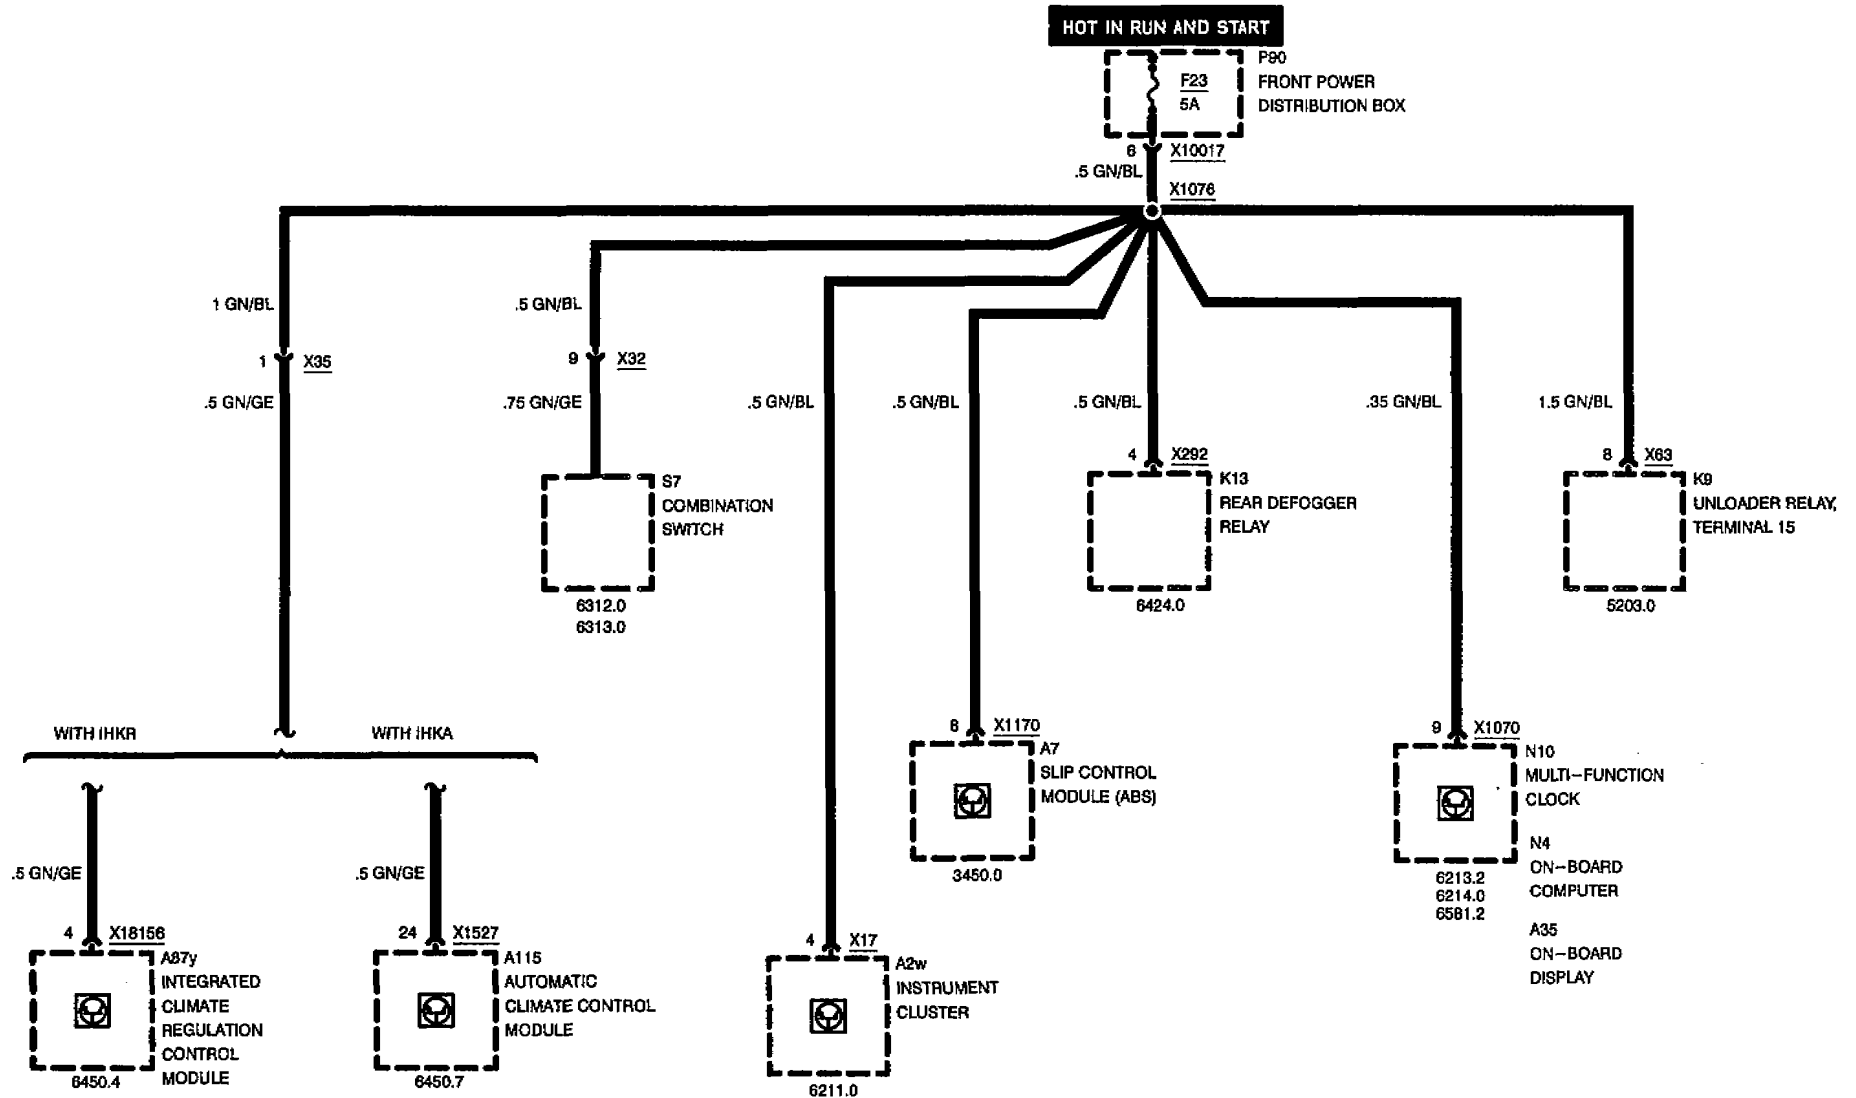 HOT IN RUN AND START
P90
FRONT POWER
DISTRIBUTION BOX
F23
5A
6 X10017
.5 GN/BL
X1076
1 GN/BL
.5 GN/BL
1 X35
9 X32
.5 GN/GE
.75 GN/GE
.5 GN/BL
.5 GN/BL
.5 GN/BL
.35 GN/BL
1.5 GN/BL
4 X292
8 X63
S7
COMBINATION
SWITCH
6312.0
6313.0
K13
REAR DEFOGGER
RELAY
6424.0
K9
UNLOADER RELAY,
TERMINAL 15
5203.0
WITH IHKR
WITH IHKA
8 X1170
A7
SLIP CONTROL
MODULE (ABS)
3450.0
9 X1070
N10
MULTI-FUNCTION
CLOCK
N4
ON-BOARD
COMPUTER
A35
ON-BOARD
DISPLAY
6213.2
6214.0
6581.2
.5 GN/GE
.5 GN/GE
4 X18156
A87y
INTEGRATED
CLIMATE
REGULATION
CONTROL
MODULE
6450.4
24 X1527
A115
AUTOMATIC
CLIMATE CONTROL
MODULE
6450.7
4 X17
A2w
INSTRUMENT
CLUSTER
6211.0